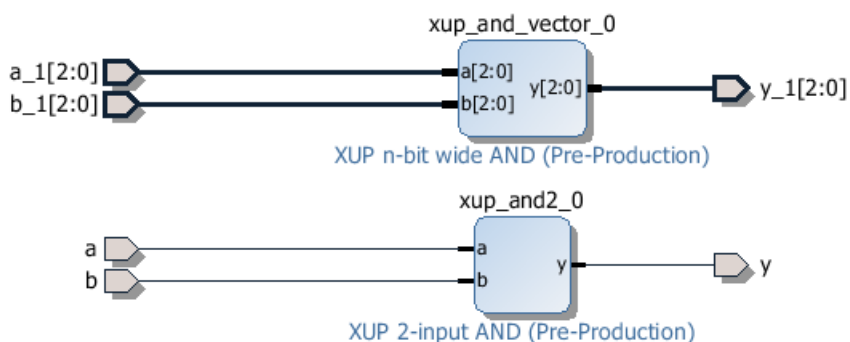 xup_and_vector_0
a_1[2:0]
b_1[2:0]
a[2:0]
b[2:0]
y[2:0]
y_1[2:0]
XUP n-bit wide AND (Pre-Production)
xup_and2_0
a
b
a
b
y
y
XUP 2-input AND (Pre-Production)